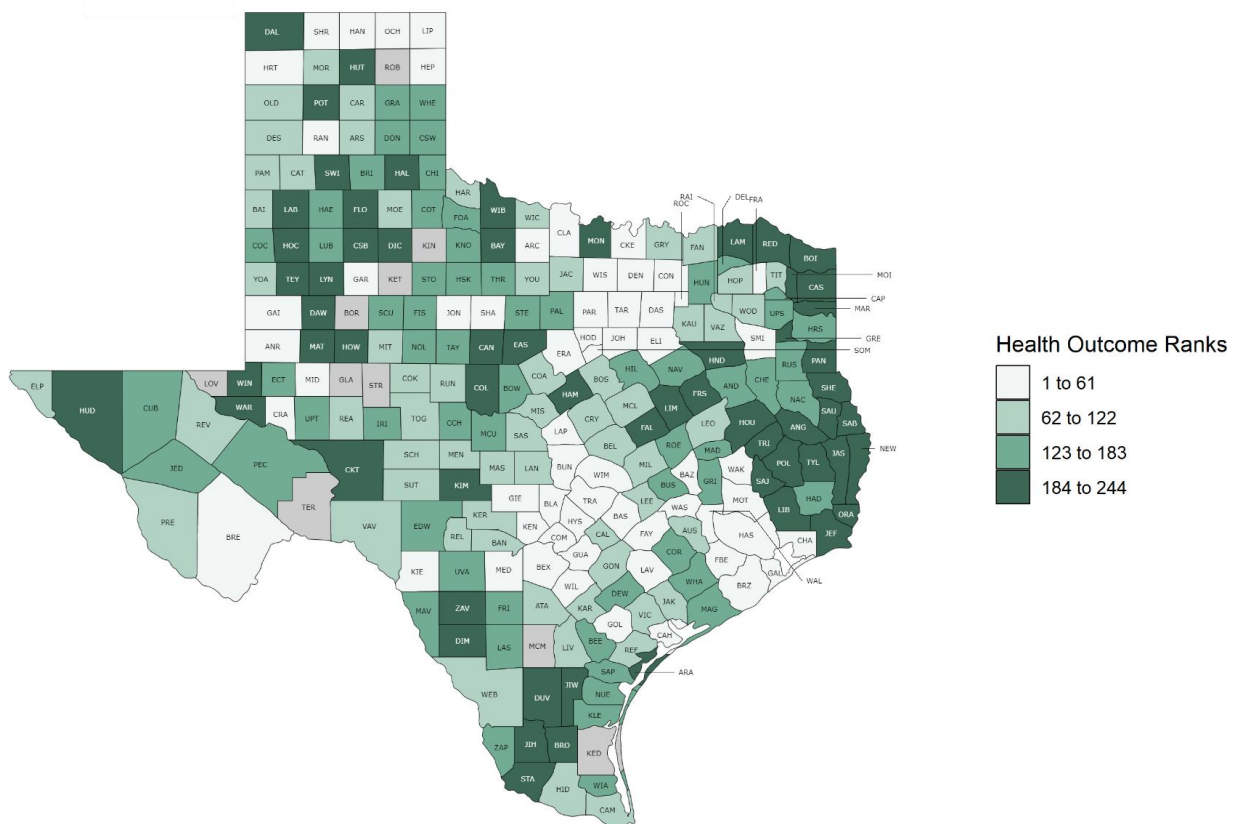 DAL SHR HAN OCH LIP
HRT MOR HUT ROB HEP
OLD POT CAR GRA WHE
DES RAN ARS DON CSW
PAM CAT SWI BRI HAL CHI
HAR
BAI LAB HAE FLO MOE COT FOA WIB WIC
RAI DEL FRA
ROC
COC HOC LUB CSB DIC KIN KNO BAY ARC CLA MON CKE GRY FAN LAM RED BOI
YOA TEY LYN GAR KET STO HSK THR YOU JAC WIS DEN CON HUN HOP TIT CAS MOI
CAP
GAI DAW BOR SCU FIS JON SHA STE PAL PAR TAR DAS KAU VAZ WOD UPS MAR
HRS
ANR MAT HOW MIT NOL TAY CAN EAS ERA HOD JOH ELI SMI GRE
SOM
ELP HUD CUB LOV WIN ECT MID GLA STR COK RUN COL BOW COA BOS HIL NAV HND RUS PAN
REV WAR CRA UPT REA IRI TOG CCH MIS HAM MCL LIM FRS AND CHE NAC SHE
JED PEC MCU SAS LAP CRY FAL LEO HOU ANG SAU SAB
SCH MEN BEL ROE MAD TRI NEW
CKT SUT KIM MAS LAN BUN WIM MIL BUS BAZ GRI WAK POL TYL JAS
TER GIE BLA TRA LEE WAS MOT SAJ HAD
PRE BRE VAV EDW KER KEN HYS BAS AUS HAS LIB ORA
REL BAN COM CAL FAY CHA JEF
KIE UVA MED BEX GUA GON LAV COR FBE GAL WAL
WIL WHA BRZ
MAV ZAV FRI ATA KAR DEW VIC JAK MAG
GOL
DIM LAS MCM LIV BEE REF CAH
SAP ARA
WEB DUV JIW NUE
KLE
ZAP JIH BRO KED
STA HID WIA
CAM
Health Outcome Ranks
1 to 61
62 to 122
123 to 183
184 to 244